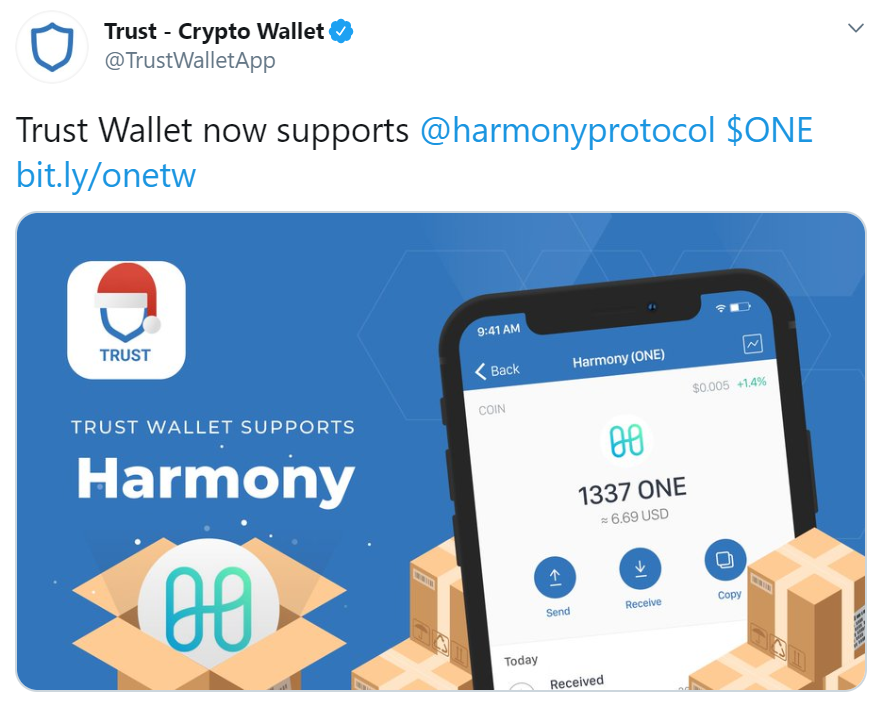 Trust - Crypto Wallet
@TrustWalletApp
Trust Wallet now supports @harmonyprotocol $ONE
bit.ly/onetw
TRUST
TRUST WALLET SUPPORTS
Harmony
9:41 AM
Back
Harmony (ONE)
COIN
$0.005 +1.4%
1337 ONE
≈ 6.69 USD
Send
Receive
Copy
Today
Received